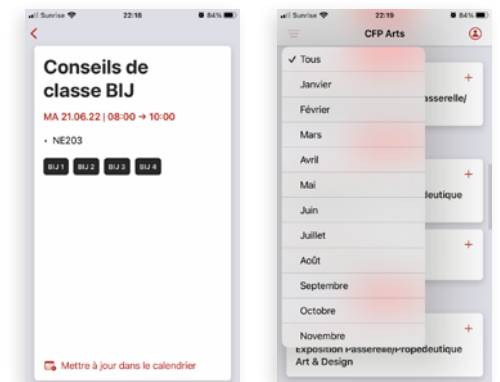 Sunrise 22:18 84%
Conseils de
classe BIJ
MA 21.06.22 | 08:00 → 10:00
• NE203
BIJ 1 BIJ 2 BIJ 3 BIJ 4
Mettre à jour dans le calendrier
Sunrise 22:19 84%
CFP Arts
✓ Tous
Janvier
Février
Mars
Avril
Mai
Juin
Juillet
Août
Septembre
Octobre
Novembre
+
asserelle/
+
deutique
+
+
Exposition Passerelle/Propédeutique
Art & Design